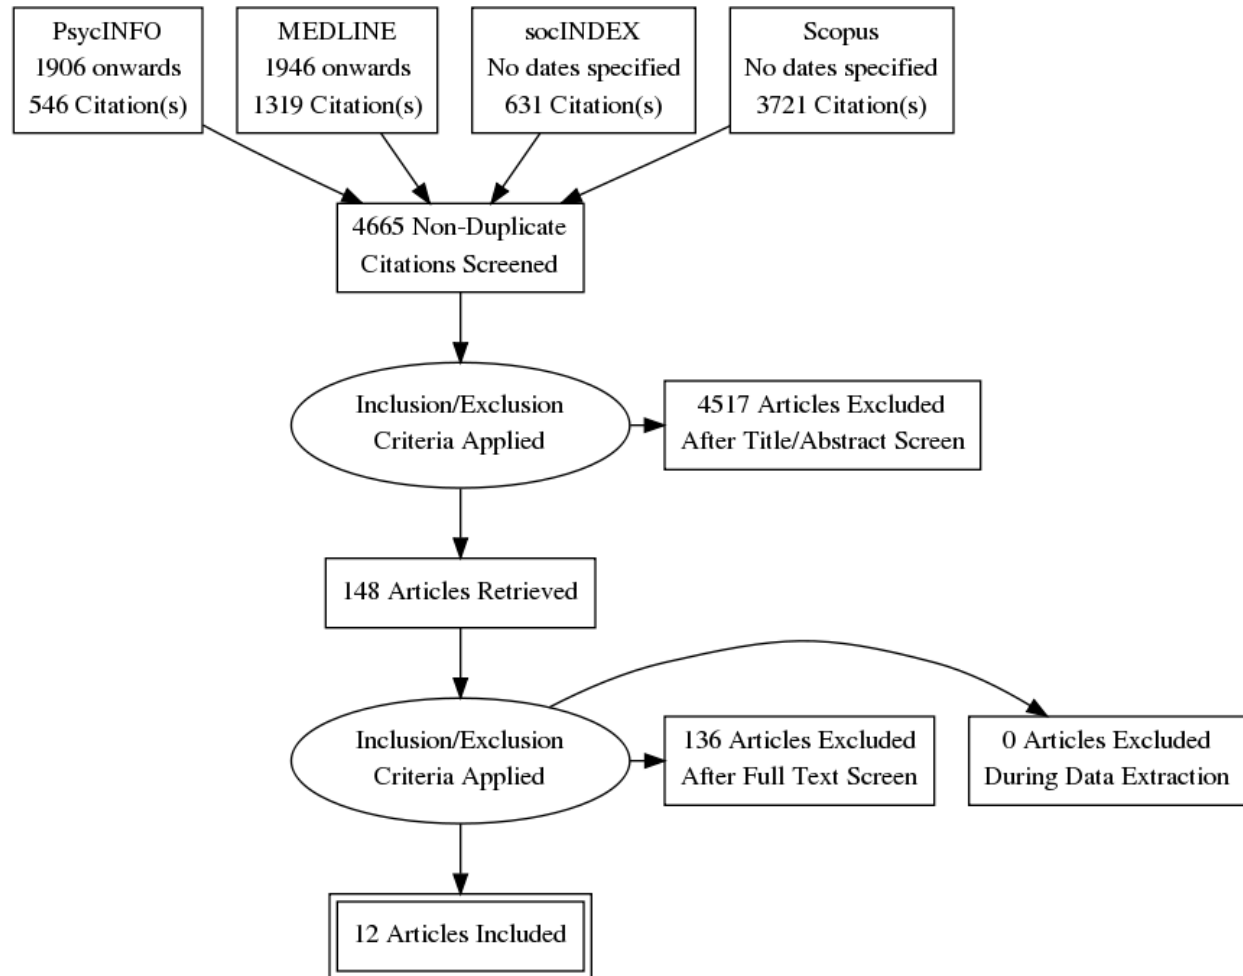 PsycINFO
1906 onwards
546 Citation(s)
MEDLINE
1946 onwards
1319 Citation(s)
socINDEX
No dates specified
631 Citation(s)
Scopus
No dates specified
3721 Citation(s)
4665 Non-Duplicate
Citations Screened
Inclusion/Exclusion
Criteria Applied
4517 Articles Excluded
After Title/Abstract Screen
148 Articles Retrieved
Inclusion/Exclusion
Criteria Applied
136 Articles Excluded
After Full Text Screen
0 Articles Excluded
During Data Extraction
12 Articles Included